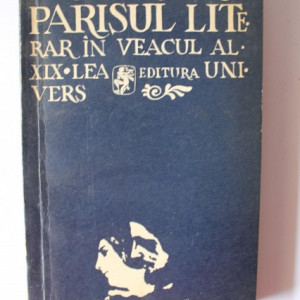 PARISUL LITE
RAR ÎN VEACUL AL·
XIX·LEA EDITURA UNI·
VERS